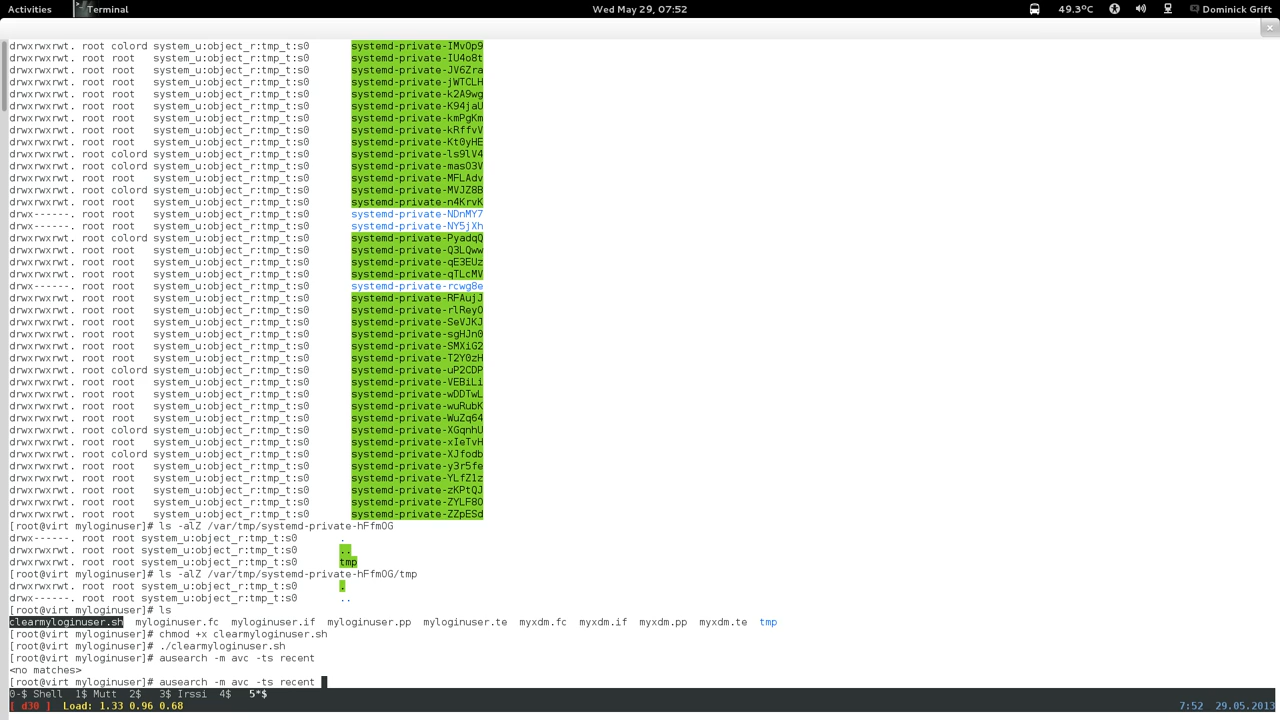 Activities Terminal Wed May 29, 07:52 49.3°C Dominick Grift
drwxrwxrwt. root colord system_u:object_r:tmp_t:s0 systemd-private-IMvOp9
drwxrwxrwt. root root system_u:object_r:tmp_t:s0 systemd-private-IU4o8t
drwxrwxrwt. root root system_u:object_r:tmp_t:s0 systemd-private-JV6Zra
drwxrwxrwt. root root system_u:object_r:tmp_t:s0 systemd-private-jWTCLH
drwxrwxrwt. root root system_u:object_r:tmp_t:s0 systemd-private-k2A9wg
drwxrwxrwt. root root system_u:object_r:tmp_t:s0 systemd-private-K94jaU
drwxrwxrwt. root root system_u:object_r:tmp_t:s0 systemd-private-kmPgKm
drwxrwxrwt. root root system_u:object_r:tmp_t:s0 systemd-private-kRffvV
drwxrwxrwt. root root system_u:object_r:tmp_t:s0 systemd-private-Kt0yHE
drwxrwxrwt. root colord system_u:object_r:tmp_t:s0 systemd-private-ls9lV4
drwxrwxrwt. root colord system_u:object_r:tmp_t:s0 systemd-private-masO3V
drwxrwxrwt. root root system_u:object_r:tmp_t:s0 systemd-private-MFLAdv
drwxrwxrwt. root colord system_u:object_r:tmp_t:s0 systemd-private-MVJZ8B
drwxrwxrwt. root root system_u:object_r:tmp_t:s0 systemd-private-n4KrvK
drwx------. root root system_u:object_r:tmp_t:s0 systemd-private-NDnMY7
drwx------. root root system_u:object_r:tmp_t:s0 systemd-private-NY5jXh
drwxrwxrwt. root colord system_u:object_r:tmp_t:s0 systemd-private-PyadqQ
drwxrwxrwt. root root system_u:object_r:tmp_t:s0 systemd-private-Q3LQww
drwxrwxrwt. root root system_u:object_r:tmp_t:s0 systemd-private-qE3EUz
drwxrwxrwt. root root system_u:object_r:tmp_t:s0 systemd-private-qTLcMV
drwx------. root root system_u:object_r:tmp_t:s0 systemd-private-rcwg8e
drwxrwxrwt. root root system_u:object_r:tmp_t:s0 systemd-private-RFAujJ
drwxrwxrwt. root root system_u:object_r:tmp_t:s0 systemd-private-rlReyO
drwxrwxrwt. root root system_u:object_r:tmp_t:s0 systemd-private-SeVJKJ
drwxrwxrwt. root root system_u:object_r:tmp_t:s0 systemd-private-sgHJn0
drwxrwxrwt. root root system_u:object_r:tmp_t:s0 systemd-private-SMXiG2
drwxrwxrwt. root root system_u:object_r:tmp_t:s0 systemd-private-T2Y0zH
drwxrwxrwt. root colord system_u:object_r:tmp_t:s0 systemd-private-uP2CDP
drwxrwxrwt. root root system_u:object_r:tmp_t:s0 systemd-private-VEBiLi
drwxrwxrwt. root root system_u:object_r:tmp_t:s0 systemd-private-wDDTwL
drwxrwxrwt. root root system_u:object_r:tmp_t:s0 systemd-private-wuRubK
drwxrwxrwt. root root system_u:object_r:tmp_t:s0 systemd-private-WuZq64
drwxrwxrwt. root colord system_u:object_r:tmp_t:s0 systemd-private-XGqnhU
drwxrwxrwt. root root system_u:object_r:tmp_t:s0 systemd-private-xIeTvH
drwxrwxrwt. root colord system_u:object_r:tmp_t:s0 systemd-private-XJfodb
drwxrwxrwt. root root system_u:object_r:tmp_t:s0 systemd-private-y3r5fe
drwxrwxrwt. root root system_u:object_r:tmp_t:s0 systemd-private-YLfZ1z
drwxrwxrwt. root root system_u:object_r:tmp_t:s0 systemd-private-zKPtQJ
drwxrwxrwt. root root system_u:object_r:tmp_t:s0 systemd-private-ZYLF8O
drwxrwxrwt. root root system_u:object_r:tmp_t:s0 systemd-private-ZZpESd
[root@virt myloginuser]# ls -alZ /var/tmp/systemd-private-hFfmOG
drwx------. root root system_u:object_r:tmp_t:s0 .
drwxrwxrwt. root root system_u:object_r:tmp_t:s0 ..
drwxrwxrwt. root root system_u:object_r:tmp_t:s0 tmp
[root@virt myloginuser]# ls -alZ /var/tmp/systemd-private-hFfmOG/tmp
drwxrwxrwt. root root system_u:object_r:tmp_t:s0 .
drwx------. root root system_u:object_r:tmp_t:s0 ..
[root@virt myloginuser]# ls
clearmyloginuser.sh myloginuser.fc myloginuser.if myloginuser.pp myloginuser.te myxdm.fc myxdm.if myxdm.pp myxdm.te tmp
[root@virt myloginuser]# chmod +x clearmyloginuser.sh
[root@virt myloginuser]# ./clearmyloginuser.sh
[root@virt myloginuser]# ausearch -m avc -ts recent
<no matches>
[root@virt myloginuser]# ausearch -m avc -ts recent
0-$ Shell 1$ Mutt 2$ 3$ Irssi 4$ 5*$
[ d30 ] Load: 1.33 0.96 0.68 7:52 29.05.2013